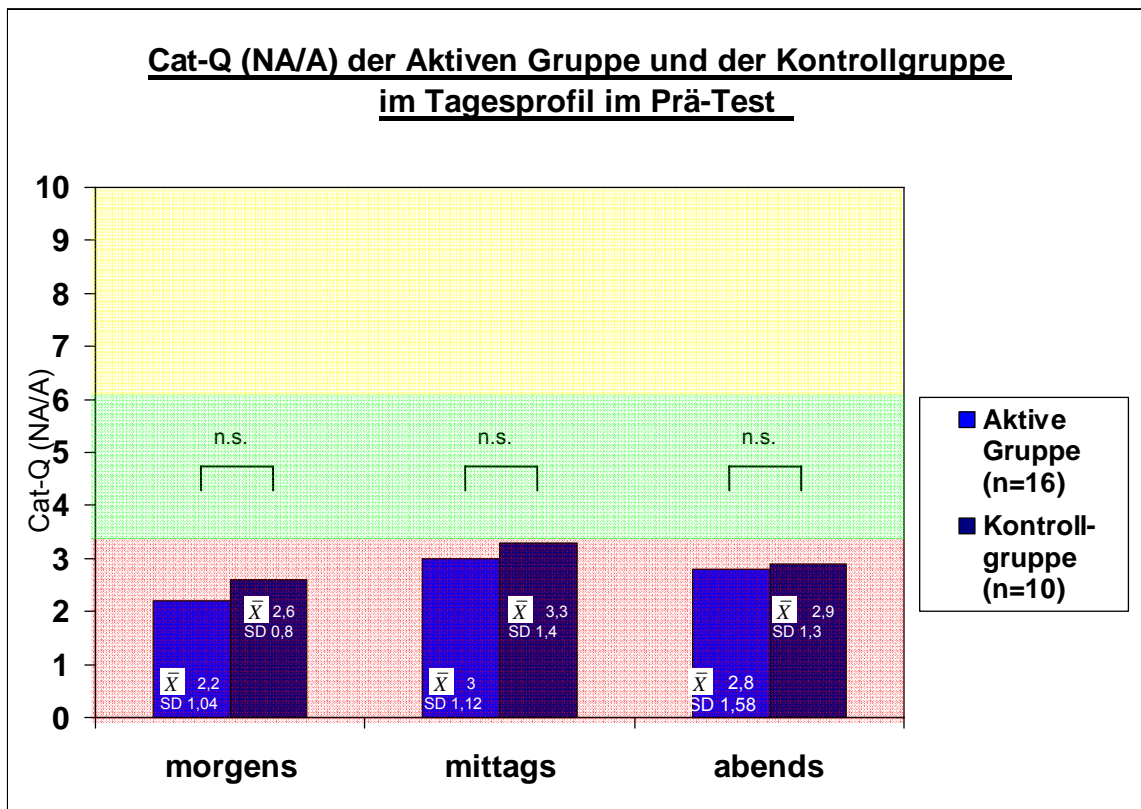 Cat-Q (NA/A) der Aktiven Gruppe und der Kontrollgruppe
im Tagesprofil im Prä-Test
10
9
8
7
6
5
4
3
2
1
0
Cat-Q (NA/A)
n.s.
n.s.
n.s.
X̅ 2,2
SD 1,04
X̅ 2,6
SD 0,8
X̅ 3
SD 1,12
X̅ 3,3
SD 1,4
X̅ 2,8
SD 1,58
X̅ 2,9
SD 1,3
morgens
mittags
abends
Aktive
Gruppe
(n=16)
Kontroll-
gruppe
(n=10)